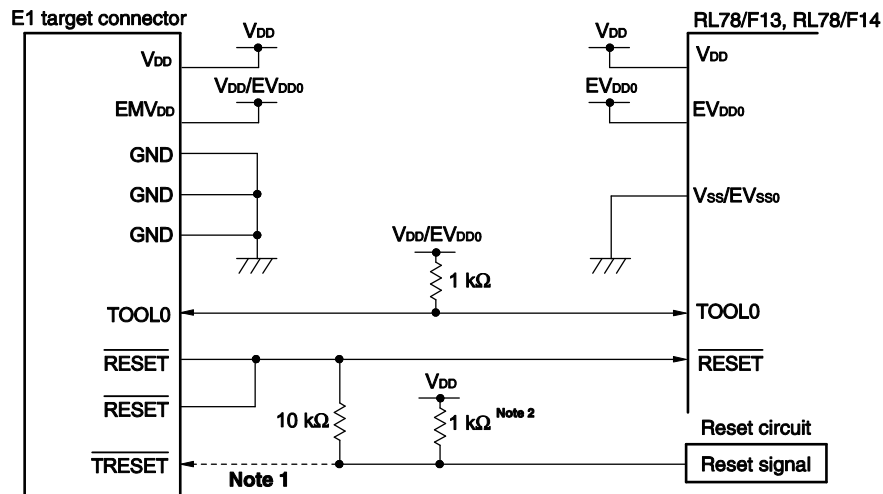 E1 target connector
RL78/F13, RL78/F14
VDD
VDD
VDD
VDD
VDD/EVDD0
EVDD0
EMVDD
EVDD0
GND
GND
VSS/EVSS0
GND
VDD/EVDD0
1 kΩ
TOOL0
TOOL0
RESET
RESET
VDD
RESET
10 kΩ
1 kΩ Note 2
Reset circuit
TRESET
Note 1
Reset signal